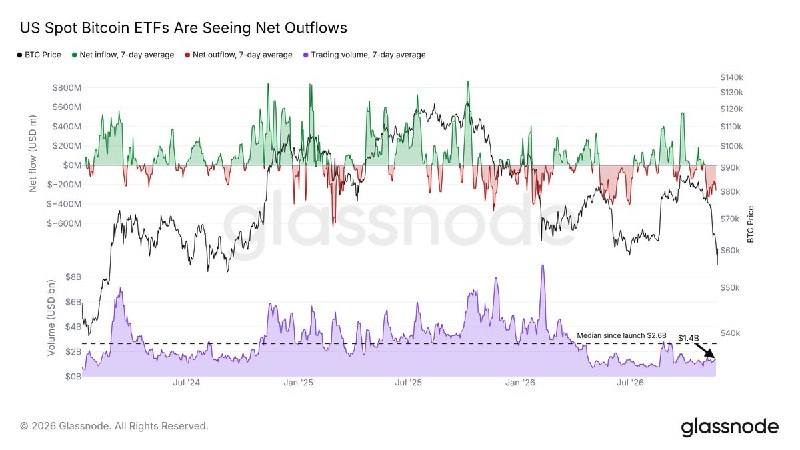 US Spot Bitcoin ETFs Are Seeing Net Outflows
BTC Price
Net inflow, 7-day average
Net outflow, 7-day average
Trading volume, 7-day average
Net flow (USD m)
$800M
$600M
$400M
$200M
$0M
−$200M
−$400M
−$600M
$140k
$130k
$120k
$110k
$100k
$90k
$80k
$70k
$60k
$50k
$40k
BTC Price
glassnode
Volume (USD bn)
$8B
$6B
$4B
$2B
$0B
Median since launch $2.6B
$1.4B
Jul '24
Jan '25
Jul '25
Jan '26
Jul '26
© 2026 Glassnode. All Rights Reserved.
glassnode